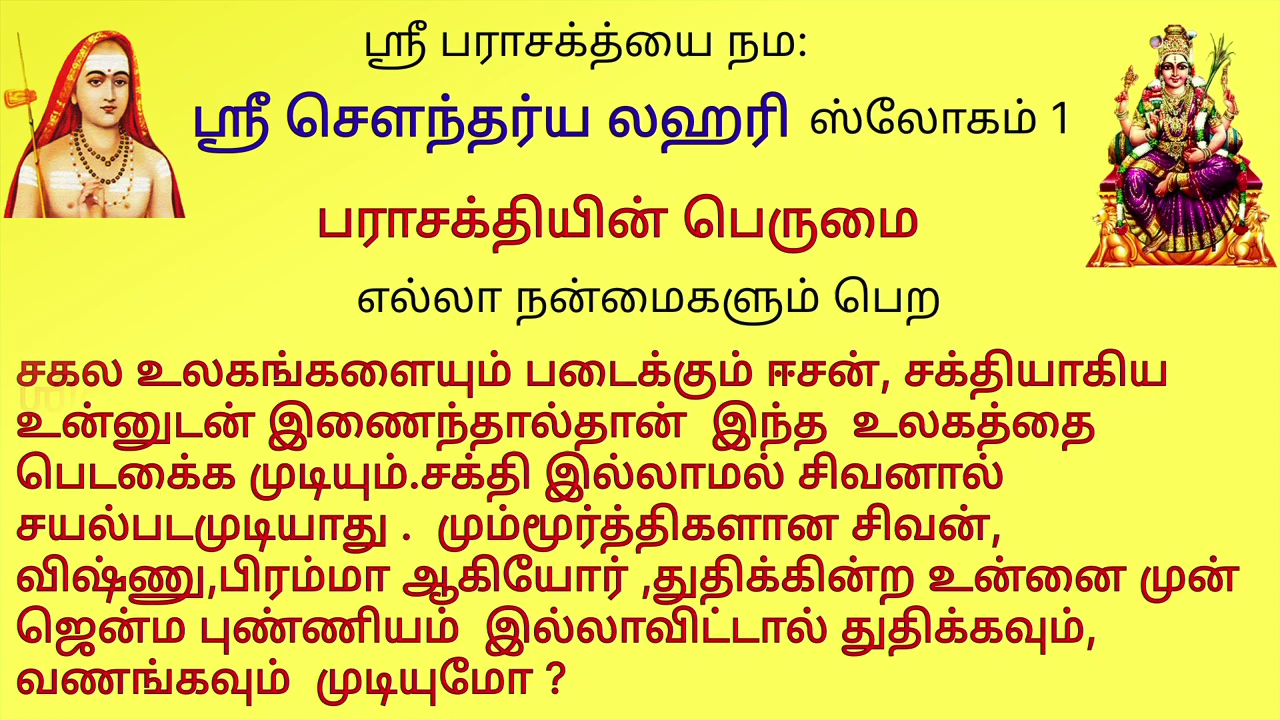 ஸ்ரீ பராசக்த்யை நம:
ஸ்ரீ சௌந்தர்ய லஹரி ஸ்லோகம் 1
பராசக்தியின் பெருமை
எல்லா நன்மைகளும் பெற
சகல உலகங்களையும் படைக்கும் ஈசன், சக்தியாகிய
உன்னுடன் இணைந்தால்தான் இந்த உலகத்தை
பெடகை்க முடியும்.சக்தி இல்லாமல் சிவனால்
சயல்படமுடியாது . மும்மூர்த்திகளான சிவன்,
விஷ்ணு,பிரம்மா ஆகியோர் ,துதிக்கின்ற உன்னை முன்
ஜென்ம புண்ணியம் இல்லாவிட்டால் துதிக்கவும்,
வணங்கவும் முடியுமோ ?